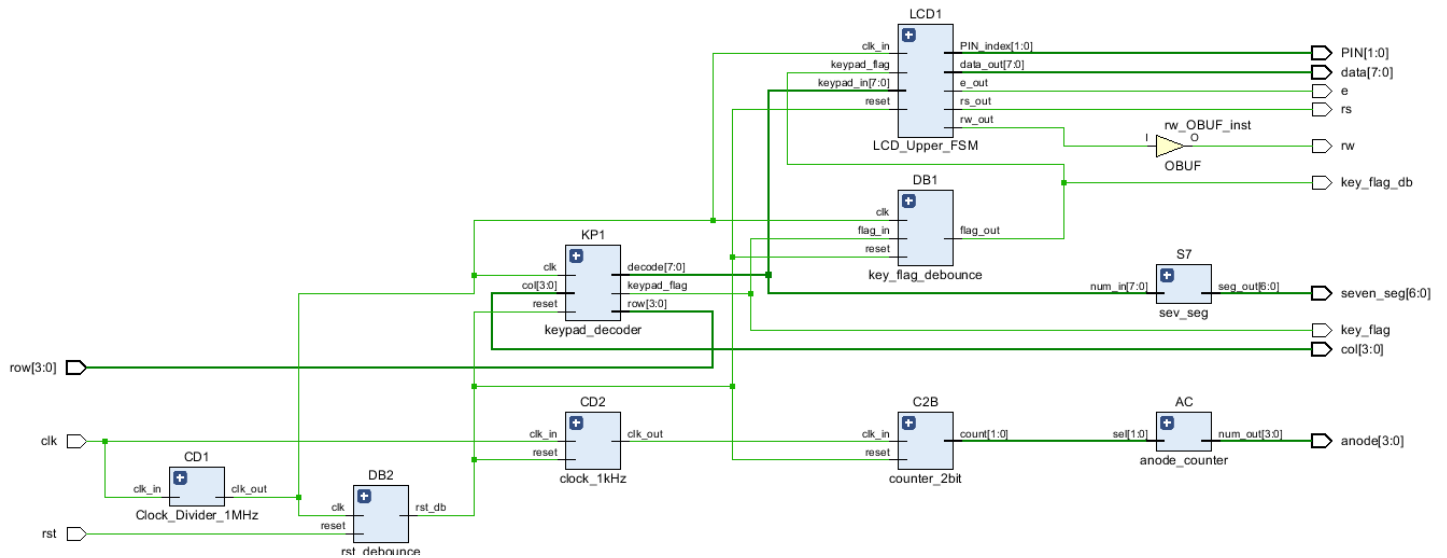 LCD1
clk_in
PIN_index[1:0]
PIN[1:0]
keypad_flag
data_out[7:0]
data[7:0]
keypad_in[7:0]
e_out
e
reset
rs_out
rs
rw_out
rw_OBUF_inst
I
O
rw
LCD_Upper_FSM
OBUF
DB1
key_flag_db
clk
flag_in
flag_out
reset
key_flag_debounce
KP1
clk
decode[7:0]
col[3:0]
keypad_flag
reset
row[3:0]
keypad_decoder
S7
num_in[7:0]
seg_out[6:0]
seven_seg[6:0]
sev_seg
key_flag
col[3:0]
row[3:0]
CD2
C2B
AC
clk
clk_in
clk_out
clk_in
count[1:0]
sel[1:0]
num_out[3:0]
anode[3:0]
reset
reset
clock_1kHz
counter_2bit
anode_counter
CD1
clk_in
clk_out
Clock_Divider_1MHz
DB2
clk
rst_db
rst
reset
rst_debounce